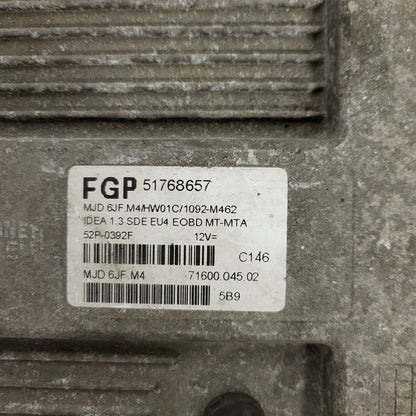 FGP 51768657
MJD 6JF.M4/HW01C/1092-M462
IDEA 1.3 SDE EU4 EOBD MT-MTA
52P-0392F 12V=
C146
MJD 6JF.M4 71600.045.02
5B9